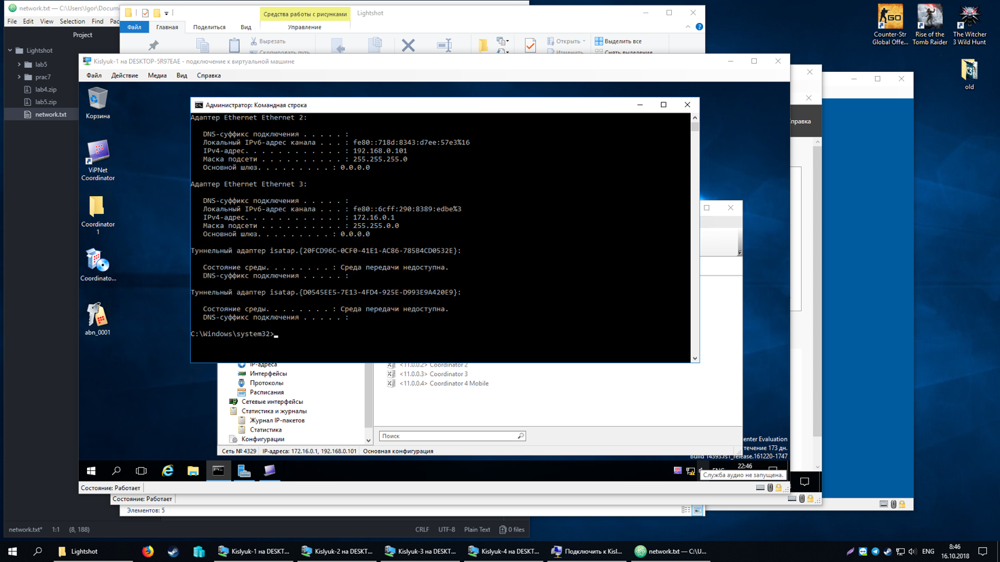 network.txt — C:\Users\Igor\Docum
File Edit View Selection Find Pac
Project
Lightshot
lab5
prac7
lab4.zip
lab5.zip
network.txt
Средства работы с рисунками
Lightshot
Файл Главная Поделиться Вид Управление
Вырезать
Скопировать путь
Открыть
Изменить
Выделить все
Снять выделение
Kislyuk-1 на DESKTOP-5R97EAE - подключение к виртуальной машине
Файл Действие Медиа Вид Справка
Корзина
ViPNet
Coordinator
Coordinator
1
Coordinato...
abn_0001
Администратор: Командная строка
Адаптер Ethernet Ethernet 2:
DNS-суффикс подключения . . . . . :
Локальный IPv6-адрес канала . . . : fe80::718d:8343:d7ee:57e3%16
IPv4-адрес. . . . . . . . . . . . : 192.168.0.101
Маска подсети . . . . . . . . . . : 255.255.255.0
Основной шлюз. . . . . . . . . : 0.0.0.0
Адаптер Ethernet Ethernet 3:
DNS-суффикс подключения . . . . . :
Локальный IPv6-адрес канала . . . : fe80::6cff:290:8389:edbe%3
IPv4-адрес. . . . . . . . . . . . : 172.16.0.1
Маска подсети . . . . . . . . . . : 255.255.0.0
Основной шлюз. . . . . . . . . : 0.0.0.0
Туннельный адаптер isatap.{20FCD96C-0CF0-41E1-AC86-785B4CD0532E}:
Состояние среды. . . . . . . . : Среда передачи недоступна.
DNS-суффикс подключения . . . . . :
Туннельный адаптер isatap.{D0545EE5-7E13-4FD4-925E-D993E9A420E9}:
Состояние среды. . . . . . . . : Среда передачи недоступна.
DNS-суффикс подключения . . . . . :
C:\Windows\system32>
IP-адреса
Интерфейсы
Протоколы
Расписания
Сетевые интерфейсы
Статистика и журналы
Журнал IP-пакетов
Статистика
Конфигурации
<11.0.0.2> Coordinator 2
<11.0.0.3> Coordinator 3
<11.0.0.4> Coordinator 4 Mobile
Поиск
Сеть № 4329 IP-адреса: 172.16.0.1, 192.168.0.101 Основная конфигурация
enter Evaluation
течение 173 дн.
Build 14393.rs1_release.161220-1747
22:46
Служба аудио не запущена.
Состояние: Работает
Состояние: Работает
Элементов: 5
правка
Counter-Str
Global Offe...
Rise of the
Tomb Raider
The Witcher
3 Wild Hunt
old
network.txt* 1:1 (8, 188) CRLF UTF-8 Plain Text 0 files
Lightshot
Kislyuk-1 на DESKT...
Kislyuk-2 на DESKT...
Kislyuk-3 на DESKT...
Kislyuk-4 на DESKT...
Подключить к Kisl...
network.txt — C:\U...
ENG
8:46
16.10.2018